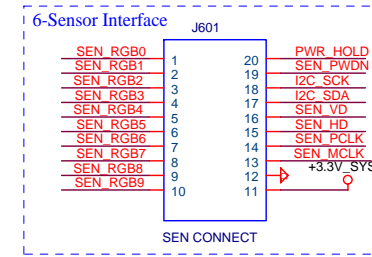 6-Sensor Interface
J601
SEN_RGB0 1 20 PWR_HOLD
SEN_RGB1 2 19 SEN_PWDN
SEN_RGB2 3 18 I2C_SCK
SEN_RGB3 4 17 I2C_SDA
SEN_RGB4 5 16 SEN_VD
SEN_RGB5 6 15 SEN_HD
SEN_RGB6 7 14 SEN_PCLK
SEN_RGB7 8 13 SEN_MCLK
SEN_RGB8 9 12 +3.3V_SYS
SEN_RGB9 10 11
SEN CONNECT